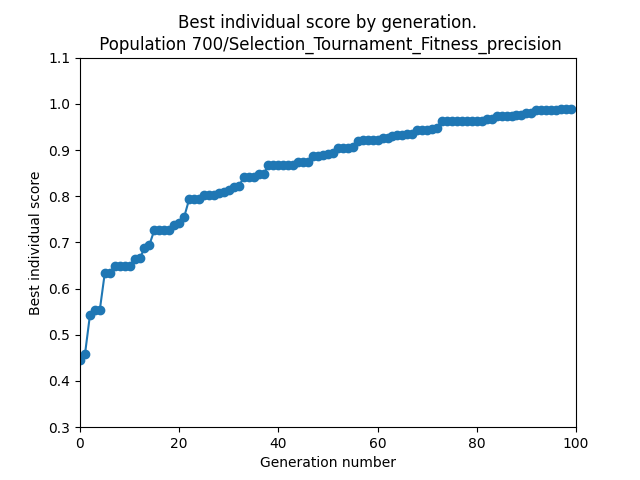 Best individual score by generation.
Population 700/Selection_Tournament_Fitness_precision
1.1
1.0
0.9
0.8
0.7
0.6
0.5
0.4
0.3
Best individual score
0 20 40 60 80 100
Generation number